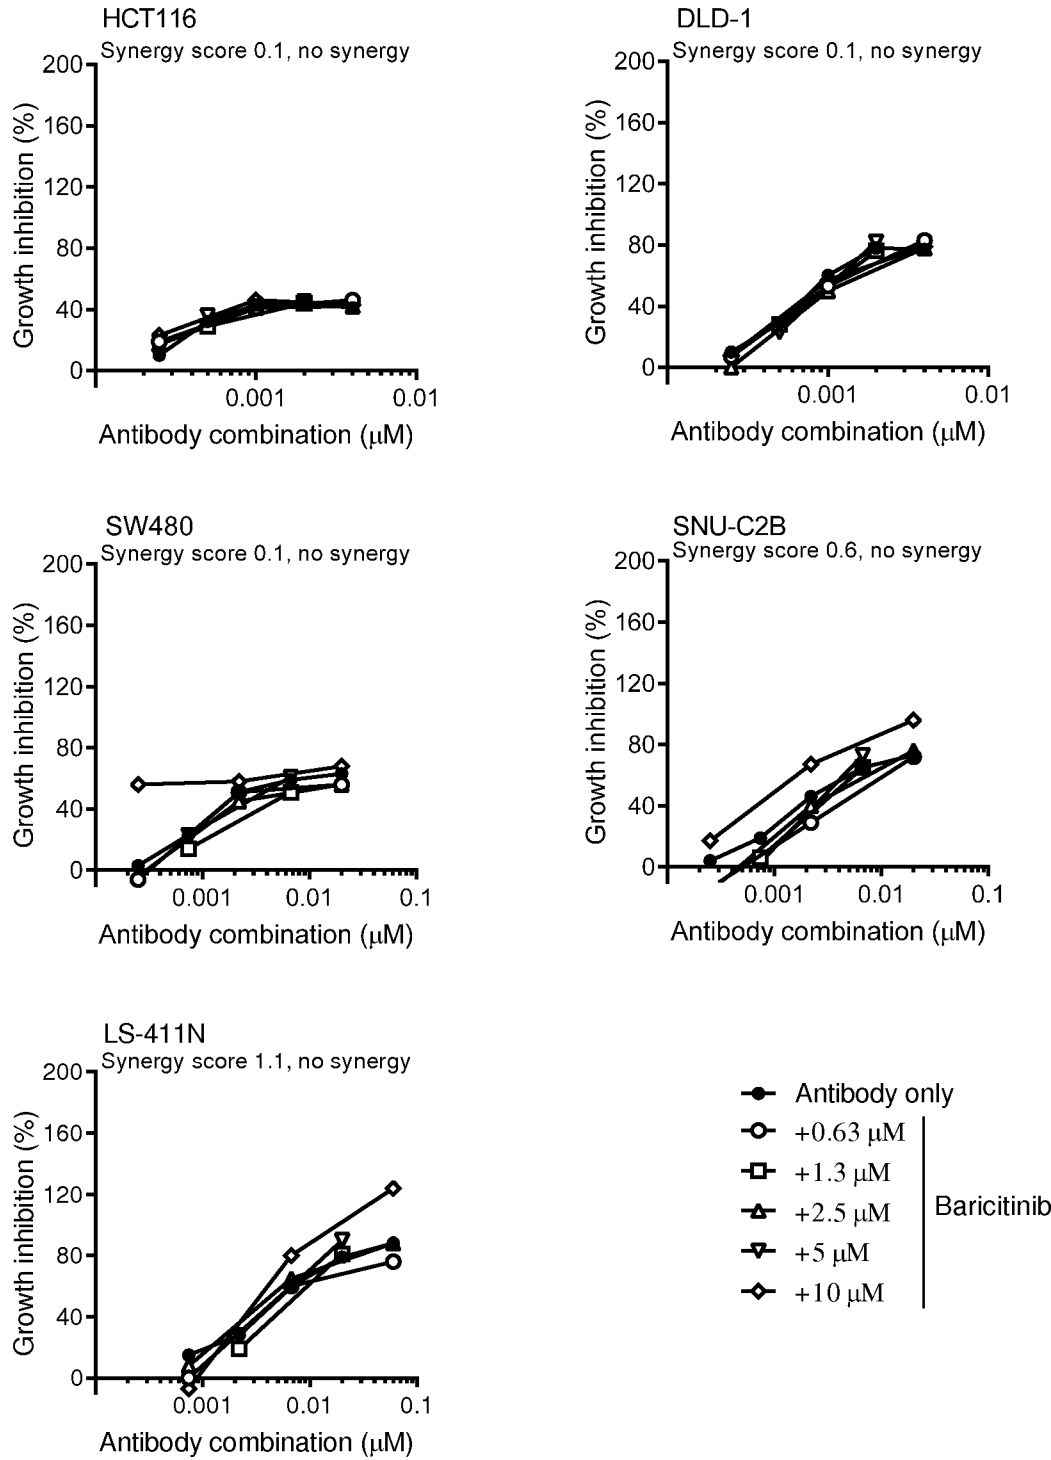 HCT116
Synergy score 0.1, no synergy
200
160
120
80
40
0
Growth inhibition (%)
0.001
0.01
Antibody combination (μM)
DLD-1
Synergy score 0.1, no synergy
200
160
120
80
40
0
Growth inhibition (%)
0.001
0.01
Antibody combination (μM)
SW480
Synergy score 0.1, no synergy
200
160
120
80
40
0
Growth inhibition (%)
0.001
0.01
0.1
Antibody combination (μM)
SNU-C2B
Synergy score 0.6, no synergy
200
160
120
80
40
0
Growth inhibition (%)
0.001
0.01
0.1
Antibody combination (μM)
LS-411N
Synergy score 1.1, no synergy
200
160
120
80
40
0
Growth inhibition (%)
0.001
0.01
0.1
Antibody combination (μM)
Antibody only
+0.63 μM
+1.3 μM
+2.5 μM
+5 μM
+10 μM
Baricitinib